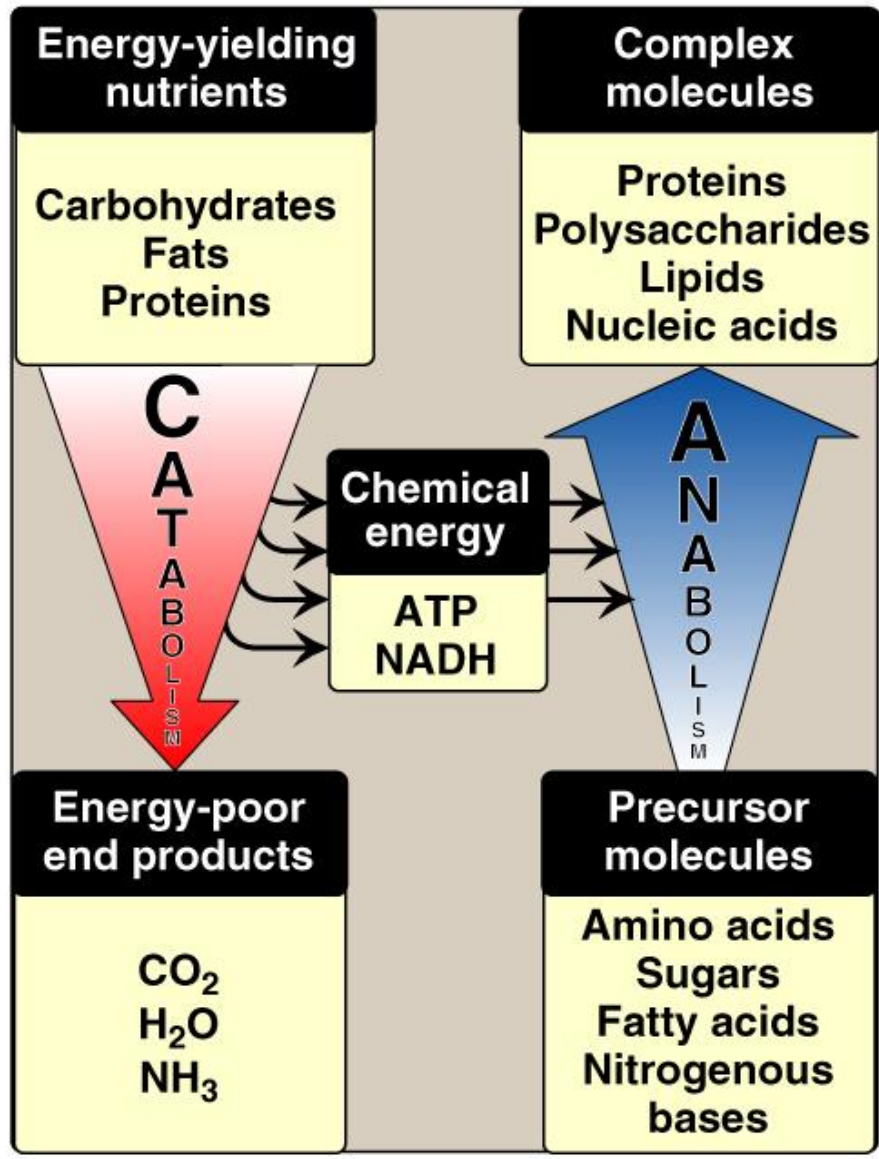 Energy-yielding
nutrients
Carbohydrates
Fats
Proteins
CATABOLISM
Energy-poor
end products
CO₂
H₂O
NH₃
Chemical
energy
ATP
NADH
Complex
molecules
Proteins
Polysaccharides
Lipids
Nucleic acids
ANABOLISM
Precursor
molecules
Amino acids
Sugars
Fatty acids
Nitrogenous
bases